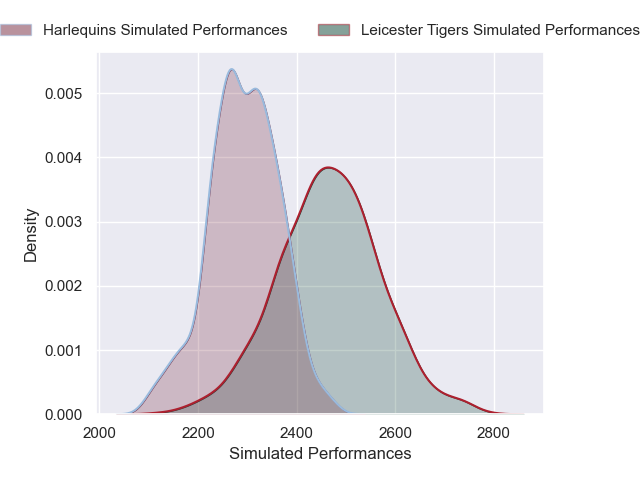 Harlequins Simulated Performances Leicester Tigers Simulated Performances
0.005
0.004
0.003
0.002
0.001
0.000
Density
2000 2200 2400 2600 2800
Simulated Performances